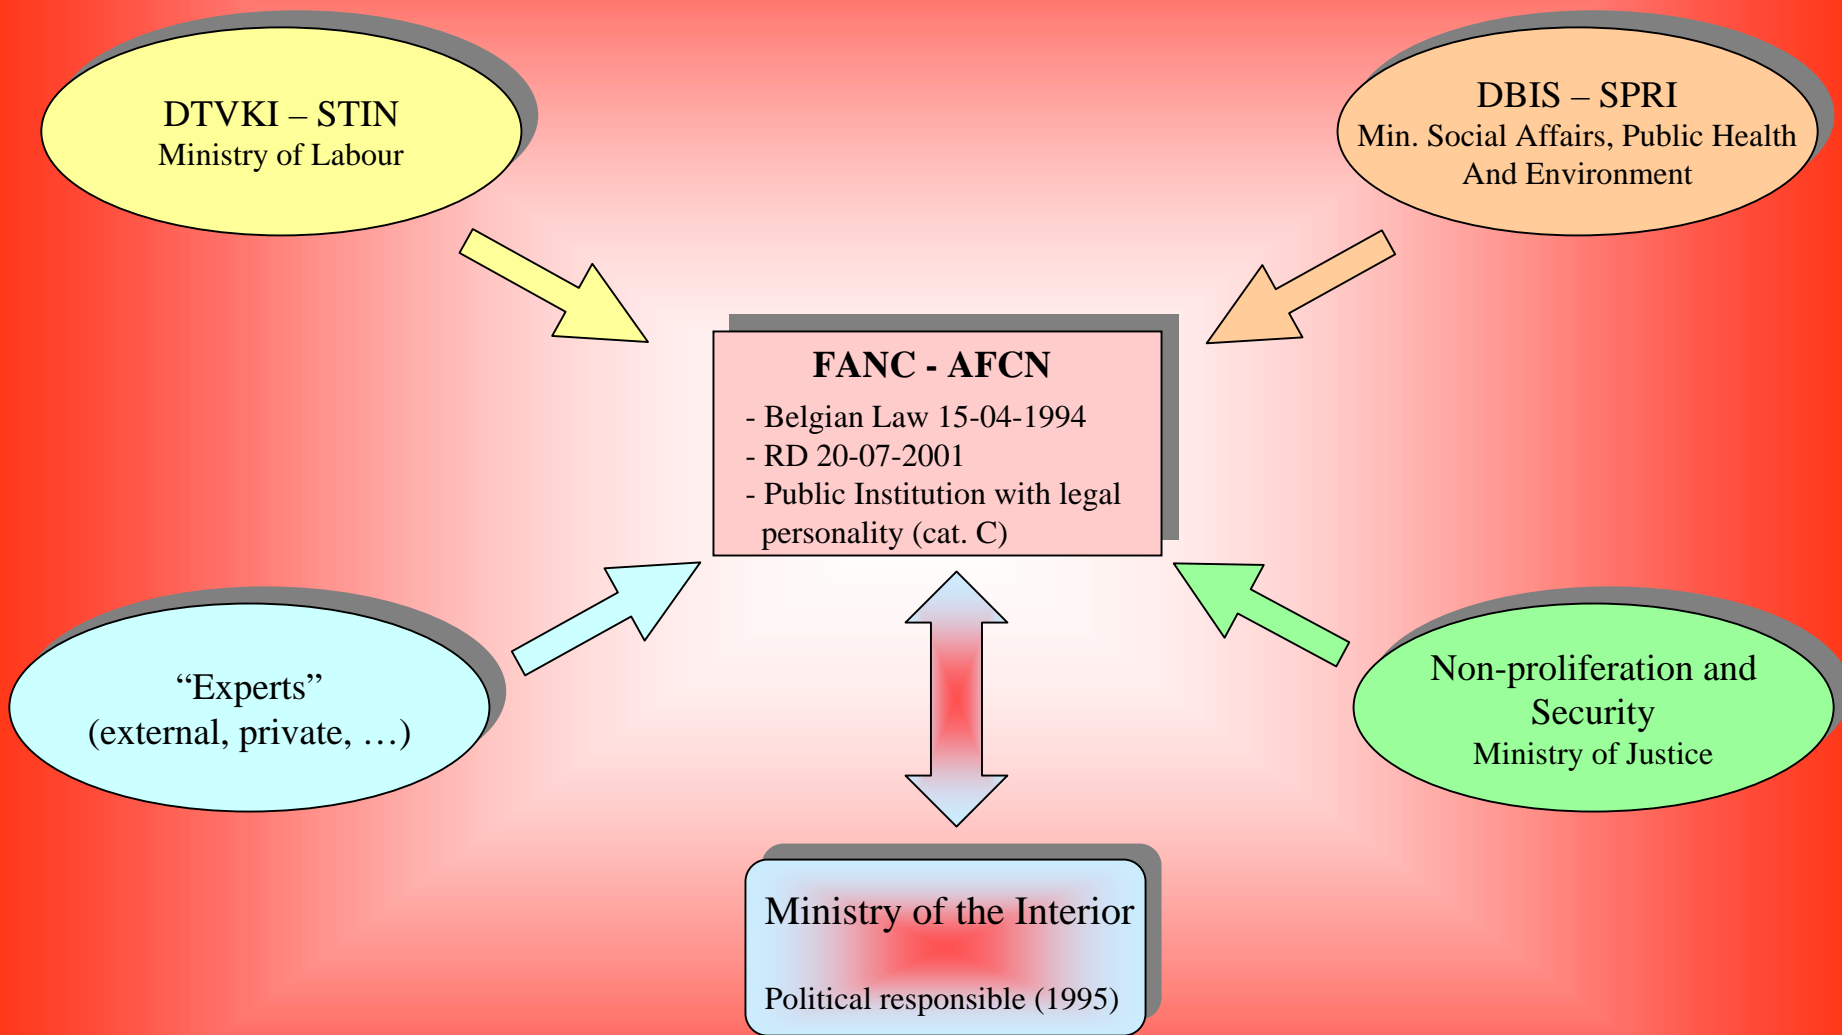 DTVKI – STIN
Ministry of Labour
DBIS – SPRI
Min. Social Affairs, Public Health
And Environment
FANC - AFCN
- Belgian Law 15-04-1994
- RD 20-07-2001
- Public Institution with legal
personality (cat. C)
“Experts”
(external, private, …)
Non-proliferation and
Security
Ministry of Justice
Ministry of the Interior
Political responsible (1995)